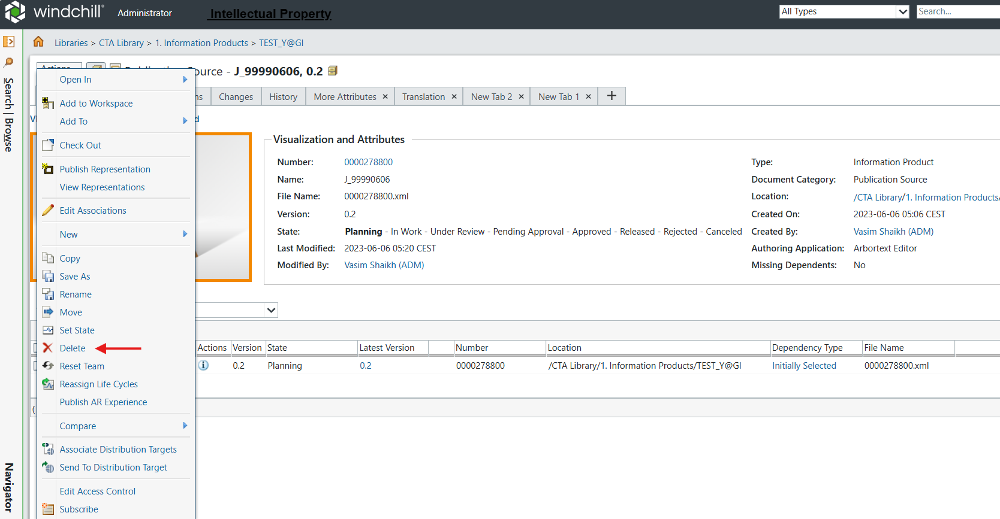 windchill® Administrator Intellectual Property All Types Search...
Libraries > CTA Library > 1. Information Products > TEST_Y@GI
Search | Browse
Navigator
Source - J_99990606, 0.2
Changes History More Attributes × Translation × New Tab 2 × New Tab 1 × +
Open In
Add to Workspace
Add To
Check Out
Publish Representation
View Representations
Edit Associations
New
Copy
Save As
Rename
Move
Set State
Delete
Reset Team
Reassign Life Cycles
Publish AR Experience
Compare
Associate Distribution Targets
Send To Distribution Target
Edit Access Control
Subscribe
Visualization and Attributes
Number: 0000278800
Name: J_99990606
File Name: 0000278800.xml
Version: 0.2
State: Planning - In Work - Under Review - Pending Approval - Approved - Released - Rejected - Canceled
Last Modified: 2023-06-06 05:20 CEST
Modified By: Vasim Shaikh (ADM)
Type: Information Product
Document Category: Publication Source
Location: /CTA Library/1. Information Products/
Created On: 2023-06-06 05:06 CEST
Created By: Vasim Shaikh (ADM)
Authoring Application: Arbortext Editor
Missing Dependents: No
Actions Version State Latest Version Number Location Dependency Type File Name
0.2 Planning 0.2 0000278800 /CTA Library/1. Information Products/TEST_Y@GI Initially Selected 0000278800.xml